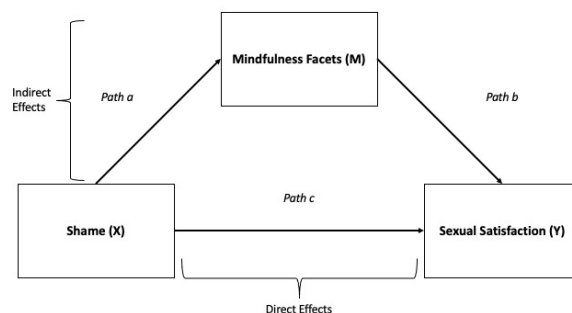 Mindfulness Facets (M)
Indirect
Effects
Path a
Path b
Path c
Shame (X)
Sexual Satisfaction (Y)
Direct Effects